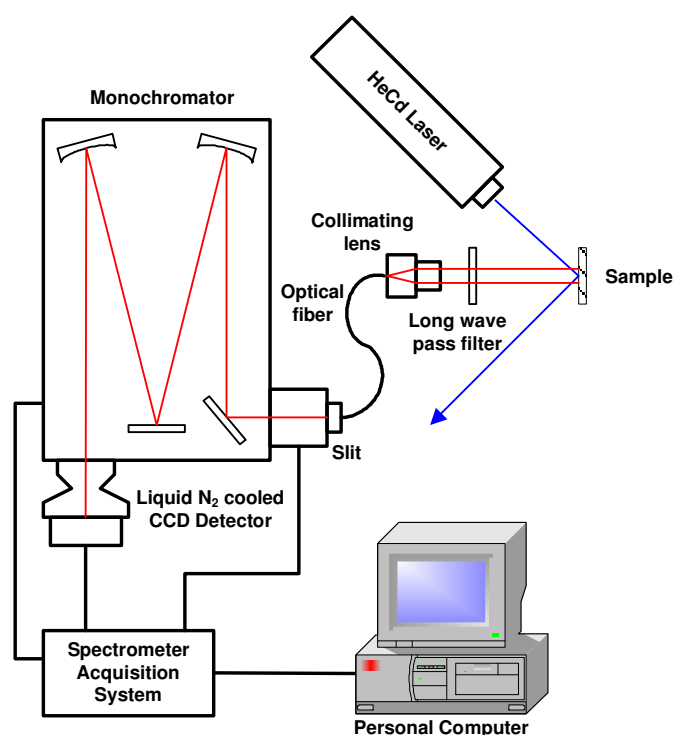 Monochromator
HeCd Laser
Collimating
lens
Optical
fiber
Long wave
pass filter
Sample
Slit
Liquid N₂ cooled
CCD Detector
Spectrometer
Acquisition
System
Personal Computer